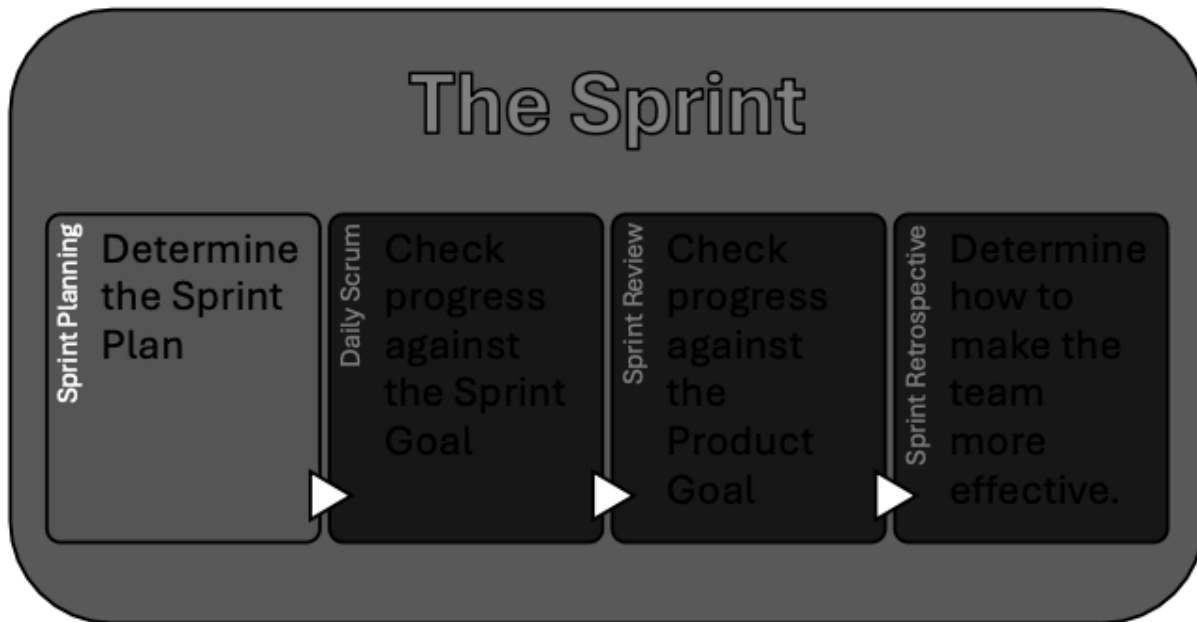 The Sprint
Sprint Planning
Determine
the Sprint
Plan
Daily Scrum
Check
progress
against
the Sprint
Goal
Sprint Review
Check
progress
against
the
Product
Goal
Sprint Retrospective
Determine
how to
make the
team
more
effective.